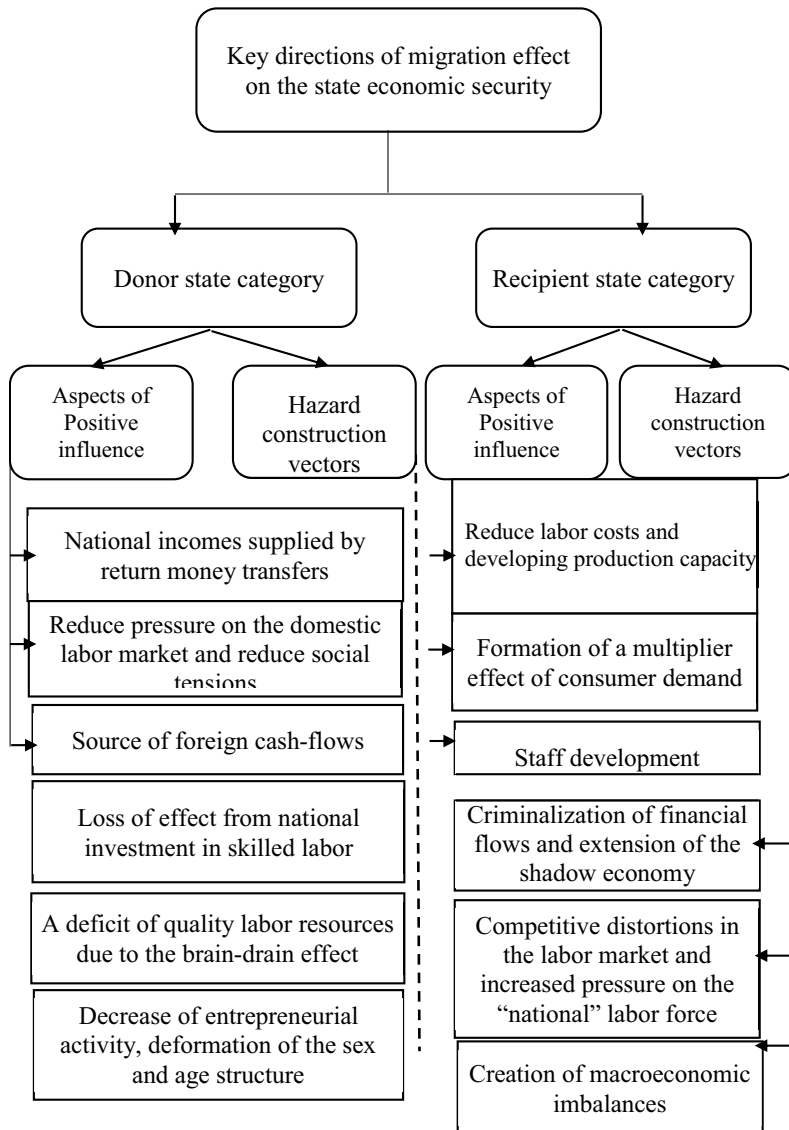 Key directions of migration effect
on the state economic security
Donor state category
Recipient state category
Aspects of
Positive
influence
Hazard
construction
vectors
Aspects of
Positive
influence
Hazard
construction
vectors
National incomes supplied by
return money transfers
Reduce pressure on the domestic
labor market and reduce social
tensions
Source of foreign cash-flows
Loss of effect from national
investment in skilled labor
A deficit of quality labor resources
due to the brain-drain effect
Decrease of entrepreneurial
activity, deformation of the sex
and age structure
Reduce labor costs and
developing production capacity
Formation of a multiplier
effect of consumer demand
Staff development
Criminalization of financial
flows and extension of the
shadow economy
Competitive distortions in
the labor market and
increased pressure on the
“national” labor force
Creation of macroeconomic
imbalances